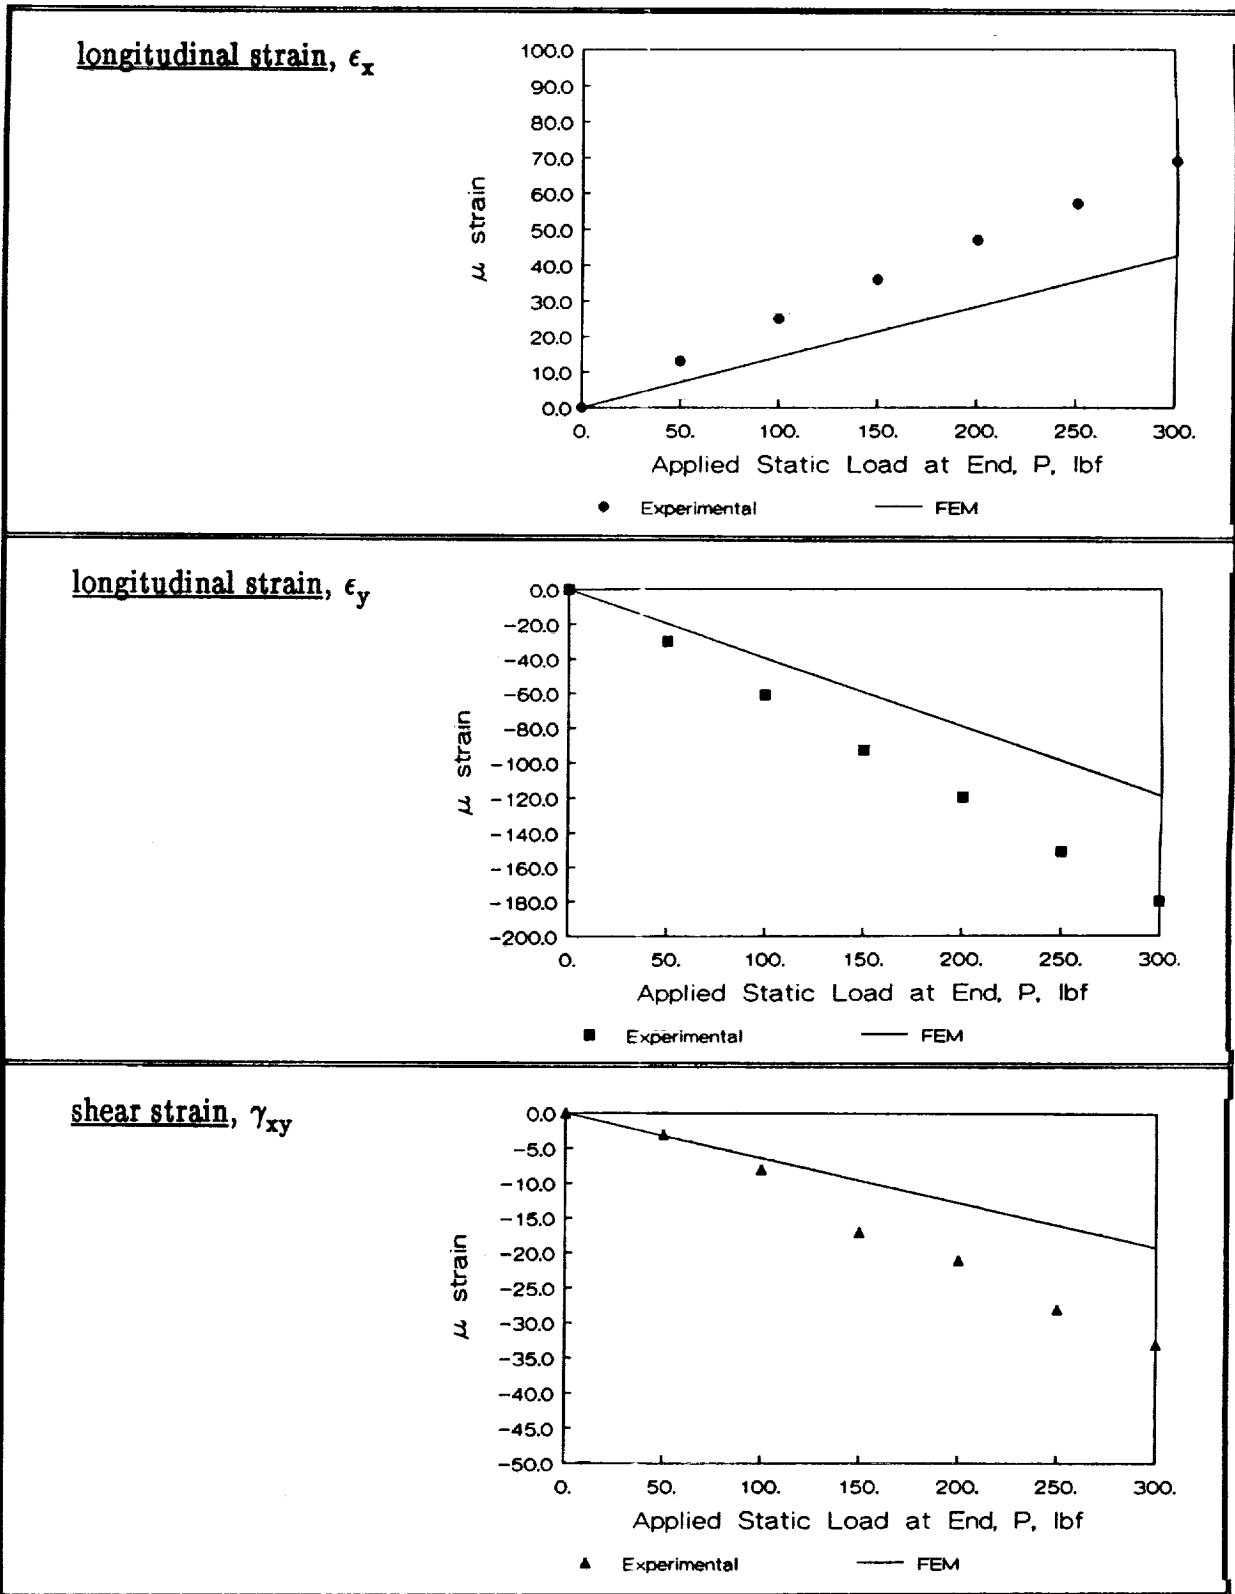 longitudinal strain, ϵx
100.0
90.0
80.0
70.0
60.0
50.0
40.0
30.0
20.0
10.0
0.0
μ strain
0. 50. 100. 150. 200. 250. 300.
Applied Static Load at End, P, lbf
Experimental FEM
longitudinal strain, ϵy
0.0
-20.0
-40.0
-60.0
-80.0
-100.0
-120.0
-140.0
-160.0
-180.0
-200.0
μ strain
0. 50. 100. 150. 200. 250. 300.
Applied Static Load at End, P, lbf
Experimental FEM
shear strain, γxy
0.0
-5.0
-10.0
-15.0
-20.0
-25.0
-30.0
-35.0
-40.0
-45.0
-50.0
μ strain
0. 50. 100. 150. 200. 250. 300.
Applied Static Load at End, P, lbf
Experimental FEM